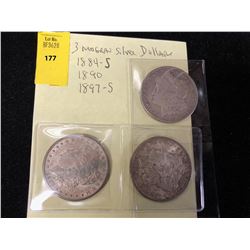 Lot No.
BF3628
177
3 MORGAN Silver Dollars
1884-S
1890
1897-S